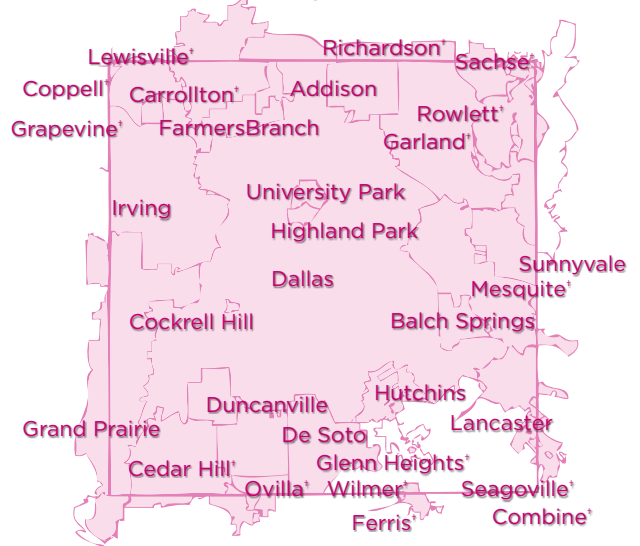 Richardson†
Lewisville†
Sachse†
Coppell†
Carrollton†
Addison
Rowlett†
Grapevine†
FarmersBranch
Garland†
University Park
Irving
Highland Park
Sunnyvale
Dallas
Mesquite†
Cockrell Hill
Balch Springs
Hutchins
Duncanville
Lancaster
Grand Prairie
De Soto
Cedar Hill†
Glenn Heights†
Ovilla†
Wilmer†
Seagoville†
Ferris†
Combine†